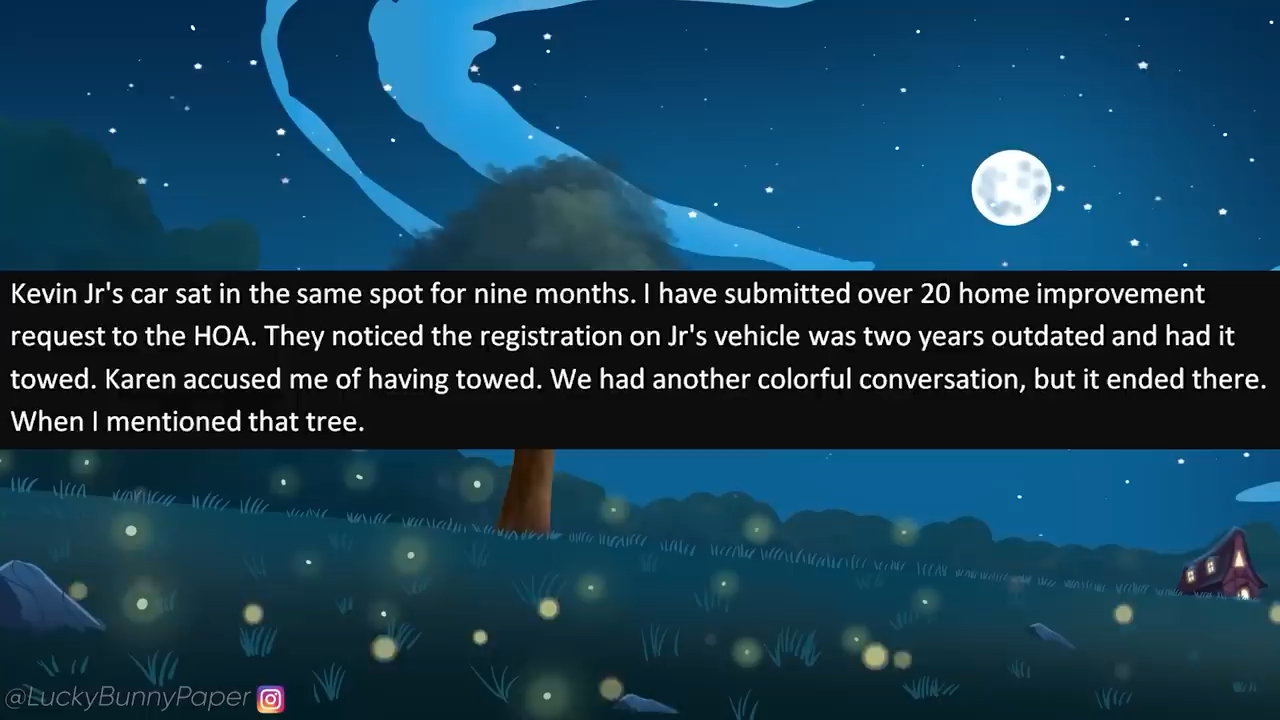 Kevin Jr's car sat in the same spot for nine months. I have submitted over 20 home improvement
request to the HOA. They noticed the registration on Jr's vehicle was two years outdated and had it
towed. Karen accused me of having towed. We had another colorful conversation, but it ended there.
When I mentioned that tree.
@LuckyBunnyPaper